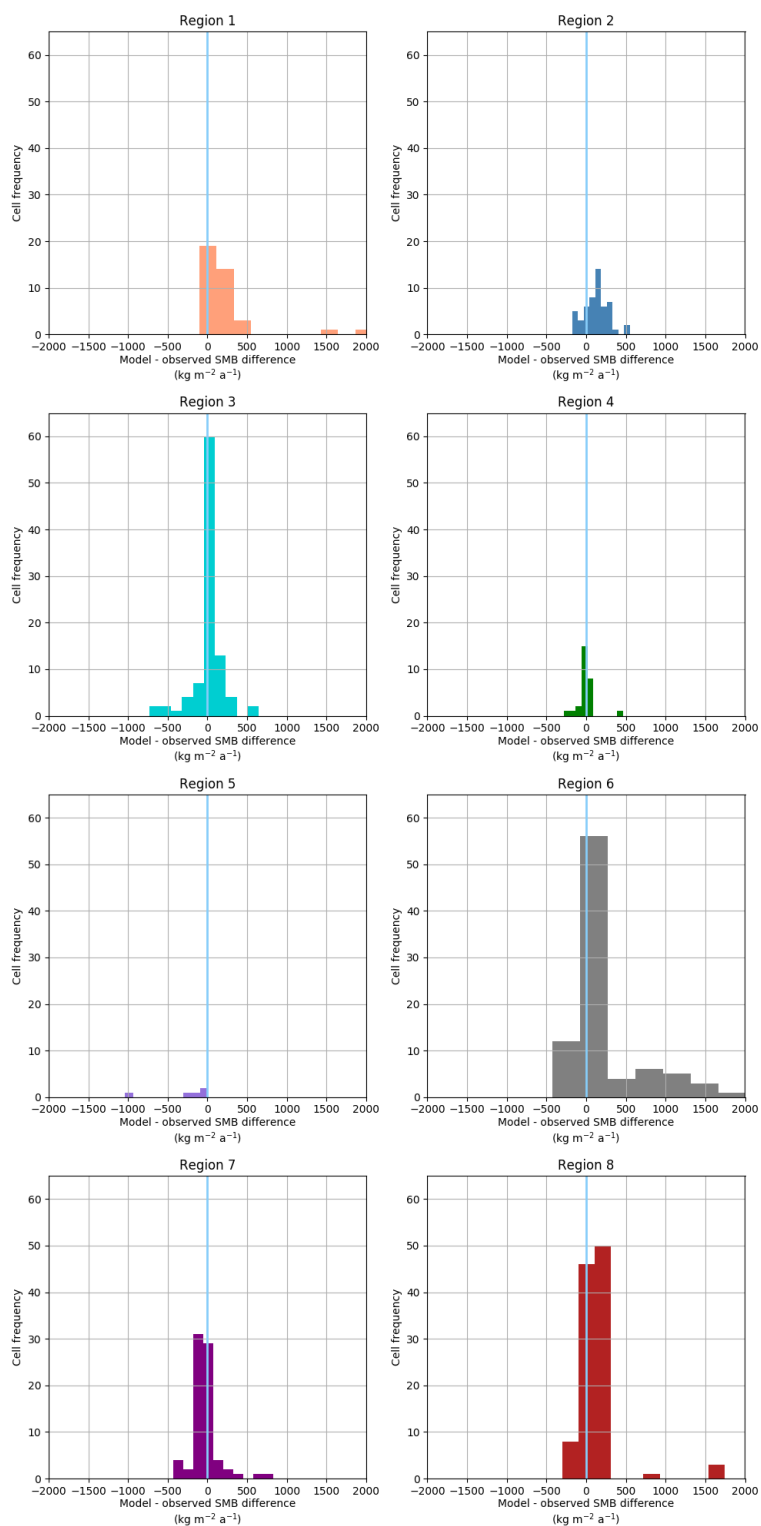 Region 1
Region 2
60
50
40
30
20
10
0
Cell frequency
−2000 −1500 −1000 −500 0 500 1000 1500 2000
Model - observed SMB difference
(kg m⁻² a⁻¹)
60
50
40
30
20
10
0
Cell frequency
−2000 −1500 −1000 −500 0 500 1000 1500 2000
Model - observed SMB difference
(kg m⁻² a⁻¹)
Region 3
Region 4
60
50
40
30
20
10
0
Cell frequency
−2000 −1500 −1000 −500 0 500 1000 1500 2000
Model - observed SMB difference
(kg m⁻² a⁻¹)
60
50
40
30
20
10
0
Cell frequency
−2000 −1500 −1000 −500 0 500 1000 1500 2000
Model - observed SMB difference
(kg m⁻² a⁻¹)
Region 5
Region 6
60
50
40
30
20
10
0
Cell frequency
−2000 −1500 −1000 −500 0 500 1000 1500 2000
Model - observed SMB difference
(kg m⁻² a⁻¹)
60
50
40
30
20
10
0
Cell frequency
−2000 −1500 −1000 −500 0 500 1000 1500 2000
Model - observed SMB difference
(kg m⁻² a⁻¹)
Region 7
Region 8
60
50
40
30
20
10
0
Cell frequency
−2000 −1500 −1000 −500 0 500 1000 1500 2000
Model - observed SMB difference
(kg m⁻² a⁻¹)
60
50
40
30
20
10
0
Cell frequency
−2000 −1500 −1000 −500 0 500 1000 1500 2000
Model - observed SMB difference
(kg m⁻² a⁻¹)